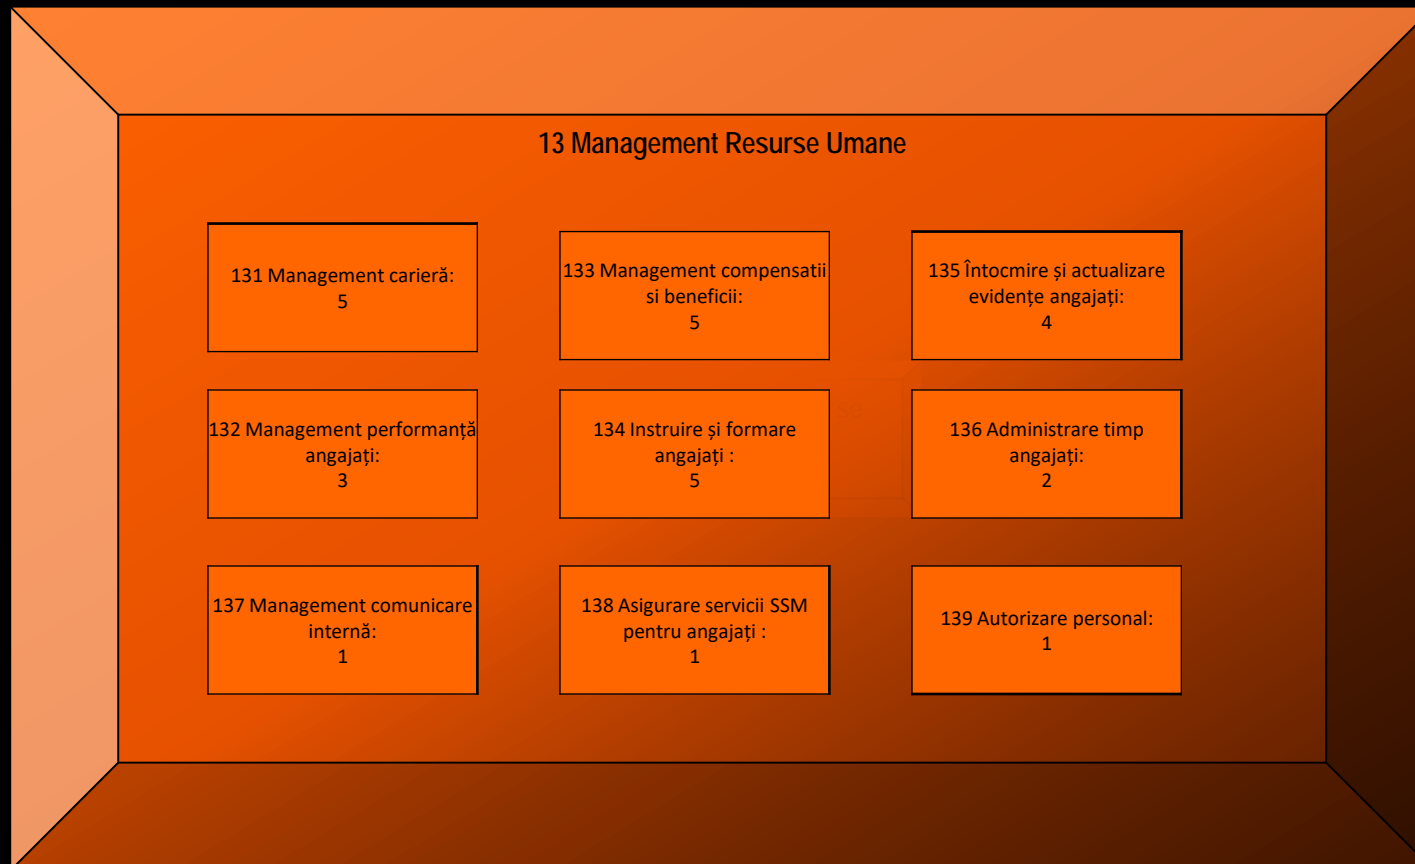 13 Management Resurse Umane
131 Management carieră:
5
133 Management compensatii
si beneficii:
5
135 Întocmire și actualizare
evidențe angajați:
4
132 Management performanță
angajați:
3
134 Instruire și formare
angajați :
5
136 Administrare timp
angajați:
2
137 Management comunicare
internă:
1
138 Asigurare servicii SSM
pentru angajați :
1
139 Autorizare personal:
1